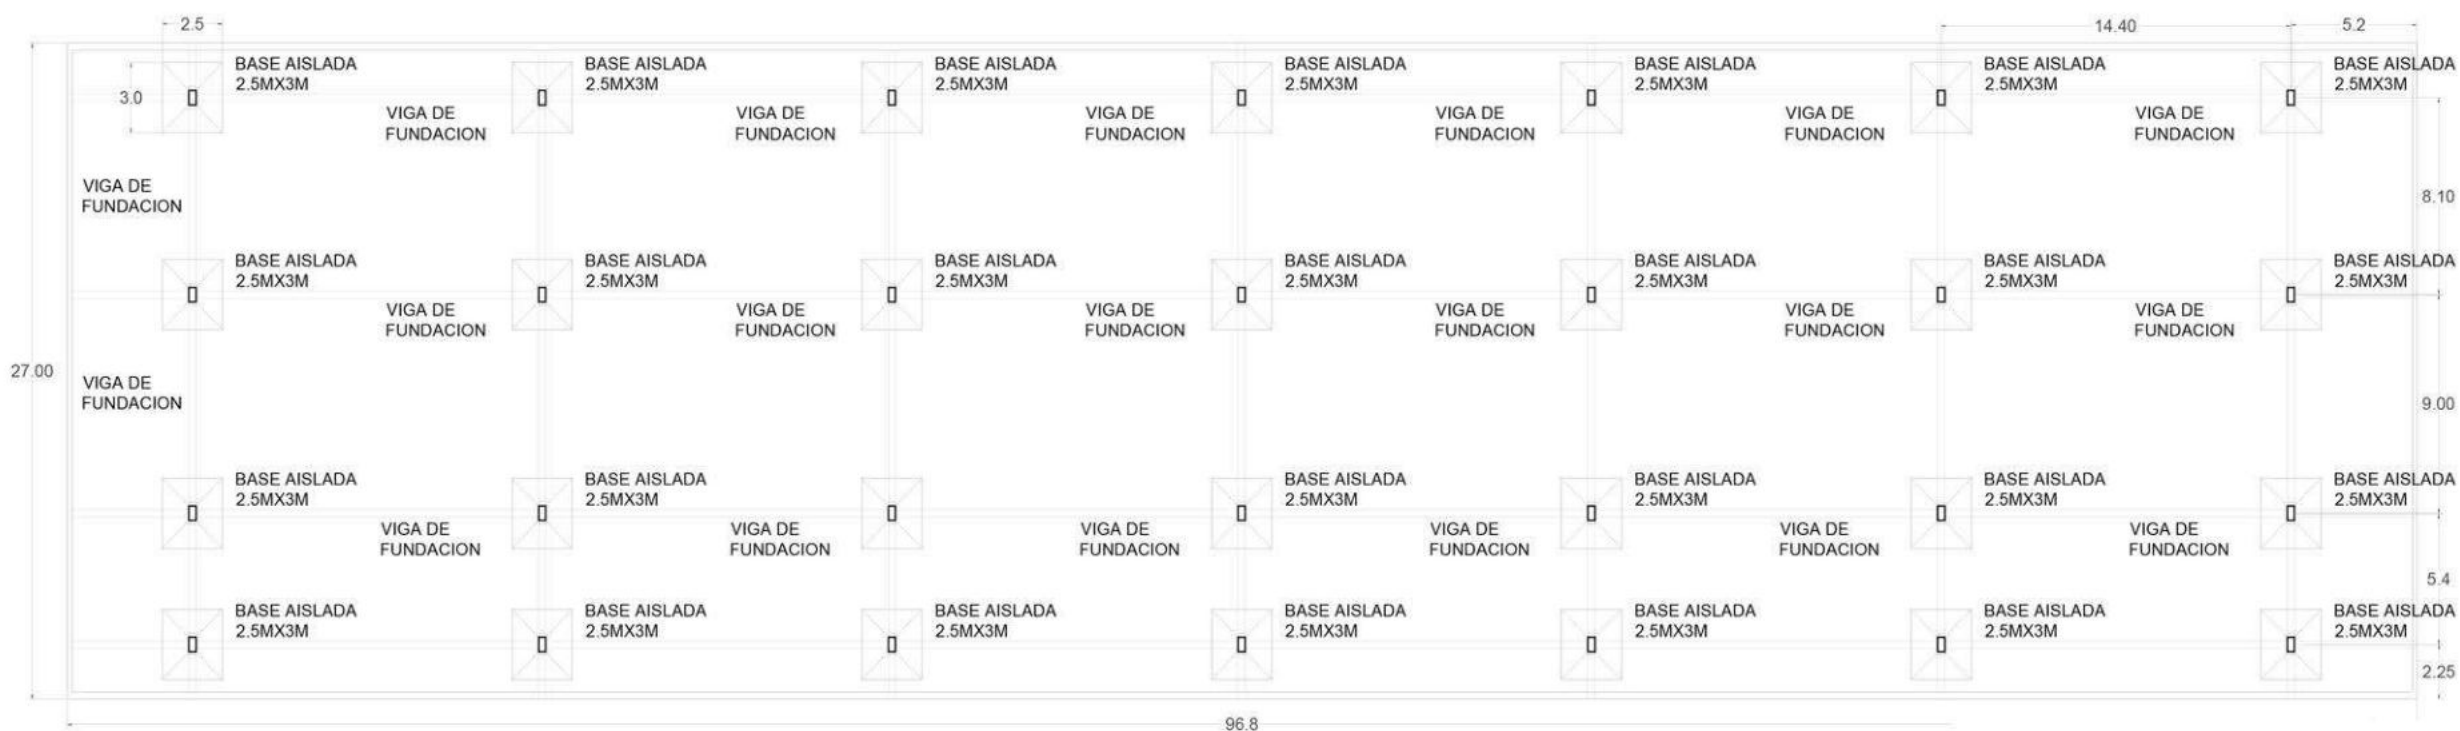 2.5
14.40
5.2
BASE AISLADA
2.5MX3M
BASE AISLADA
2.5MX3M
BASE AISLADA
2.5MX3M
BASE AISLADA
2.5MX3M
BASE AISLADA
2.5MX3M
BASE AISLADA
2.5MX3M
BASE AISLADA
2.5MX3M
3.0
VIGA DE
FUNDACION
VIGA DE
FUNDACION
VIGA DE
FUNDACION
VIGA DE
FUNDACION
VIGA DE
FUNDACION
VIGA DE
FUNDACION
VIGA DE
FUNDACION
8.10
BASE AISLADA
2.5MX3M
BASE AISLADA
2.5MX3M
BASE AISLADA
2.5MX3M
BASE AISLADA
2.5MX3M
BASE AISLADA
2.5MX3M
BASE AISLADA
2.5MX3M
BASE AISLADA
2.5MX3M
VIGA DE
FUNDACION
VIGA DE
FUNDACION
VIGA DE
FUNDACION
VIGA DE
FUNDACION
VIGA DE
FUNDACION
VIGA DE
FUNDACION
27.00
VIGA DE
FUNDACION
9.00
BASE AISLADA
2.5MX3M
BASE AISLADA
2.5MX3M
BASE AISLADA
2.5MX3M
BASE AISLADA
2.5MX3M
BASE AISLADA
2.5MX3M
BASE AISLADA
2.5MX3M
VIGA DE
FUNDACION
VIGA DE
FUNDACION
VIGA DE
FUNDACION
VIGA DE
FUNDACION
VIGA DE
FUNDACION
VIGA DE
FUNDACION
5.4
BASE AISLADA
2.5MX3M
BASE AISLADA
2.5MX3M
BASE AISLADA
2.5MX3M
BASE AISLADA
2.5MX3M
BASE AISLADA
2.5MX3M
BASE AISLADA
2.5MX3M
BASE AISLADA
2.5MX3M
2.25
96.8